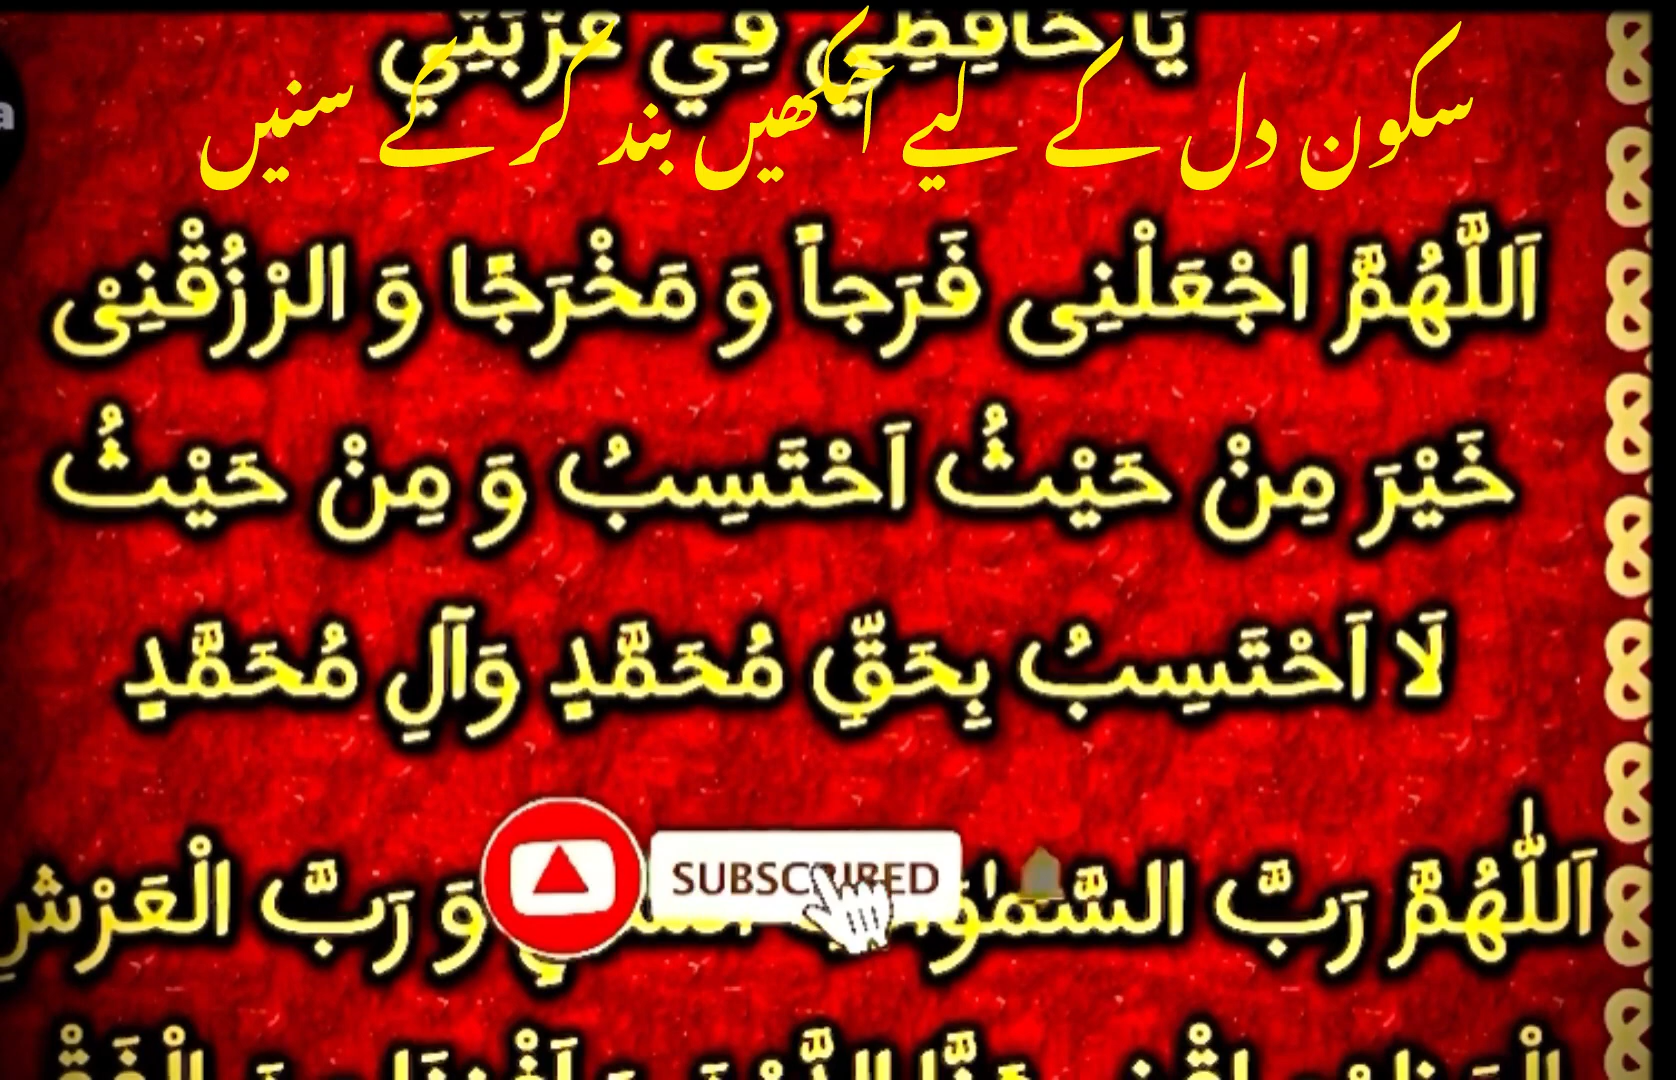 يَا حَافِظِي فِي غُرْبَتِي
سکون دل کے لیے آنکھیں بند کر کے سنیں
a
اَللّٰهُمَّ اجْعَلْنِی فَرَجاً وَ مَخْرَجًا وَ الرْزُقْنِیْ
خَيْرَ مِنْ حَيْثُ اَحْتَسِبُ وَ مِنْ حَيْثُ
لَا اَحْتَسِبُ بِحَقِّ مُحَمَّدٍ وَآلِ مُحَمَّدٍ
اَللّٰهُمَّ رَبَّ السَّمٰوَاتِ وَ رَبَّ الْعَرْشِ
SUBSCRIBED